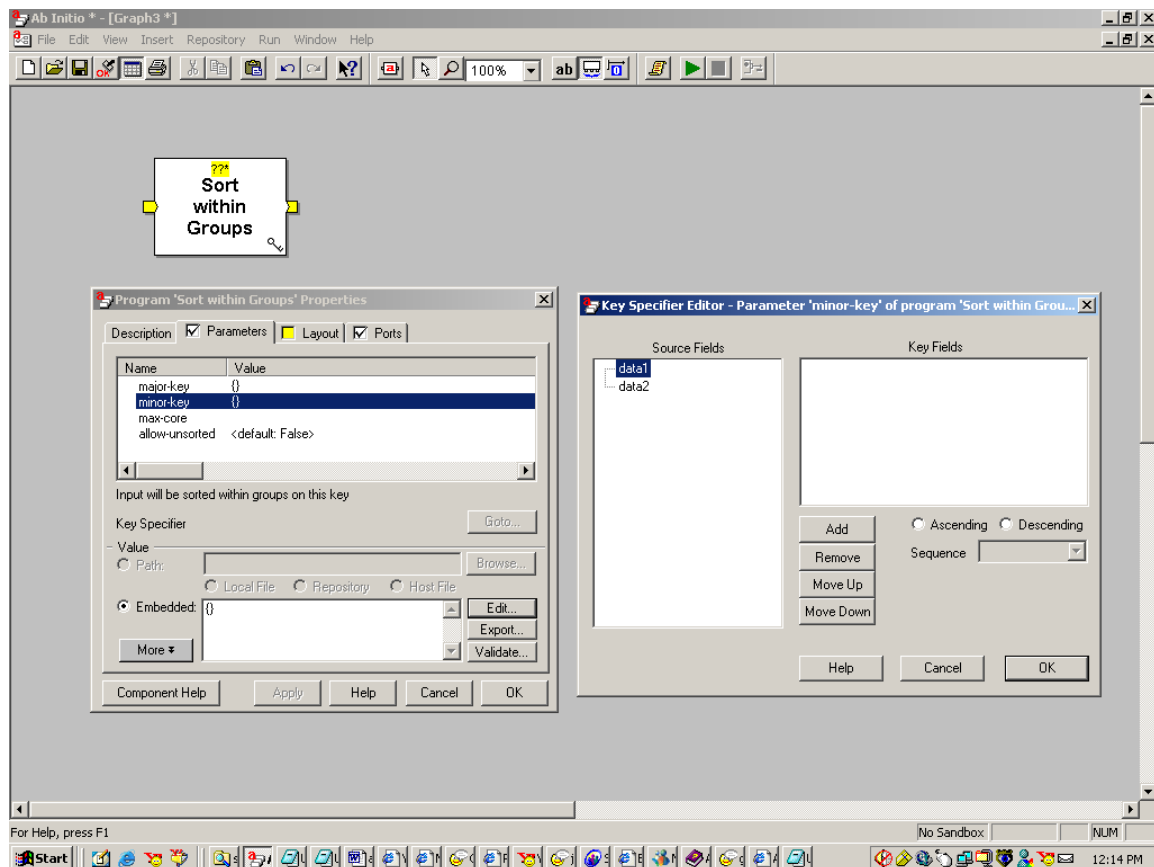 Ab Initio * - [Graph3 *]
File Edit View Insert Repository Run Window Help
100%
ab
??*
Sort
within
Groups
Program 'Sort within Groups' Properties
Description Parameters Layout Ports
Name Value
major-key {}
minor-key {}
max-core
allow-unsorted <default: False>
Input will be sorted within groups on this key
Key Specifier Goto...
Value
Path: Browse...
Local File Repository Host File
Embedded: {} Edit...
Export...
More Validate...
Component Help Apply Help Cancel OK
Key Specifier Editor - Parameter 'minor-key' of program 'Sort within Grou...
Source Fields Key Fields
data1
data2
Add Ascending Descending
Remove Sequence
Move Up
Move Down
Help Cancel OK
For Help, press F1 No Sandbox NUM
Start 12:14 PM